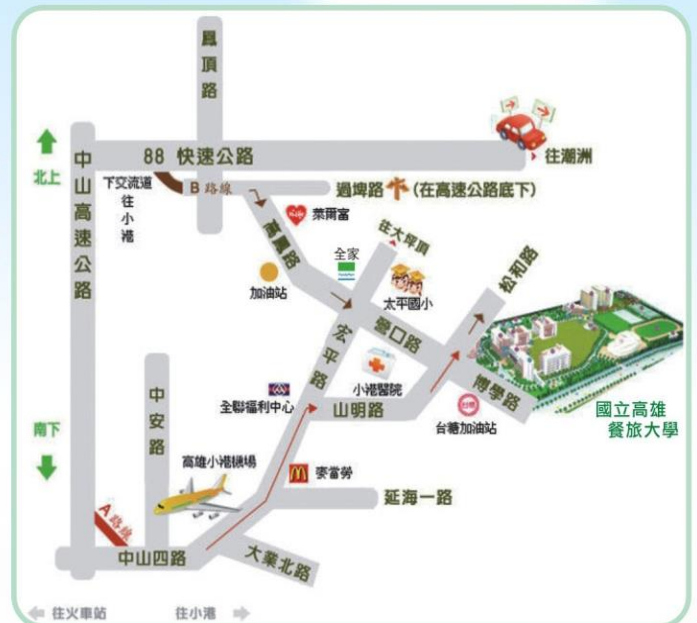 鳳頂路
北上
中山高速公路
88 快速公路
往潮洲
下交流道
往小港
B 路線
過埤路
(在高速公路底下)
萊爾富
萬鳳路
加油站
全家
FamilyMart
往大坪頂
太平國小
松和路
營口路
宏平路
小港醫院
博學路
國立高雄
餐旅大學
台糖
台糖加油站
全聯福利中心
山明路
中安路
南下
高雄小港機場
麥當勞
延海一路
A 路線
中山四路
大業北路
往火車站
往小港